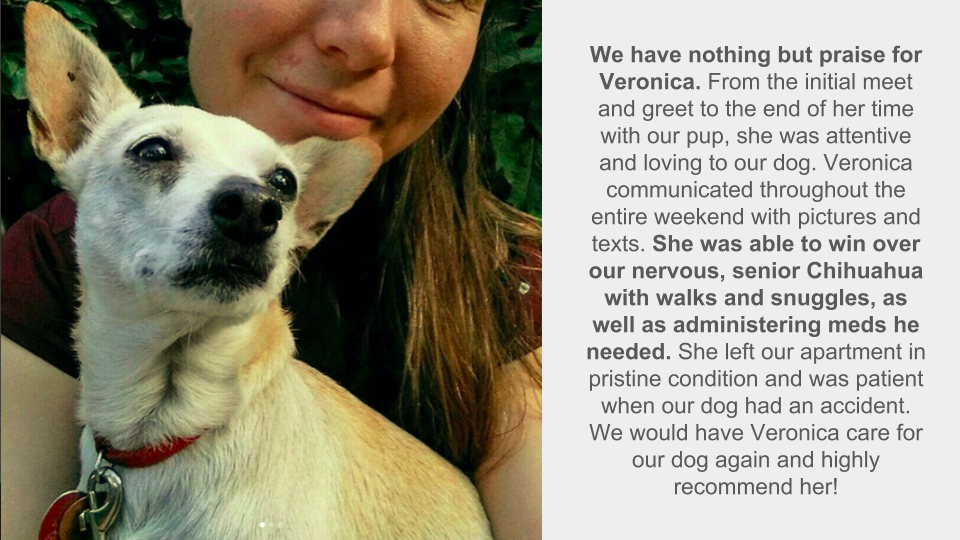 We have nothing but praise for
Veronica. From the initial meet
and greet to the end of her time
with our pup, she was attentive
and loving to our dog. Veronica
communicated throughout the
entire weekend with pictures and
texts. She was able to win over
our nervous, senior Chihuahua
with walks and snuggles, as
well as administering meds he
needed. She left our apartment in
pristine condition and was patient
when our dog had an accident.
We would have Veronica care for
our dog again and highly
recommend her!